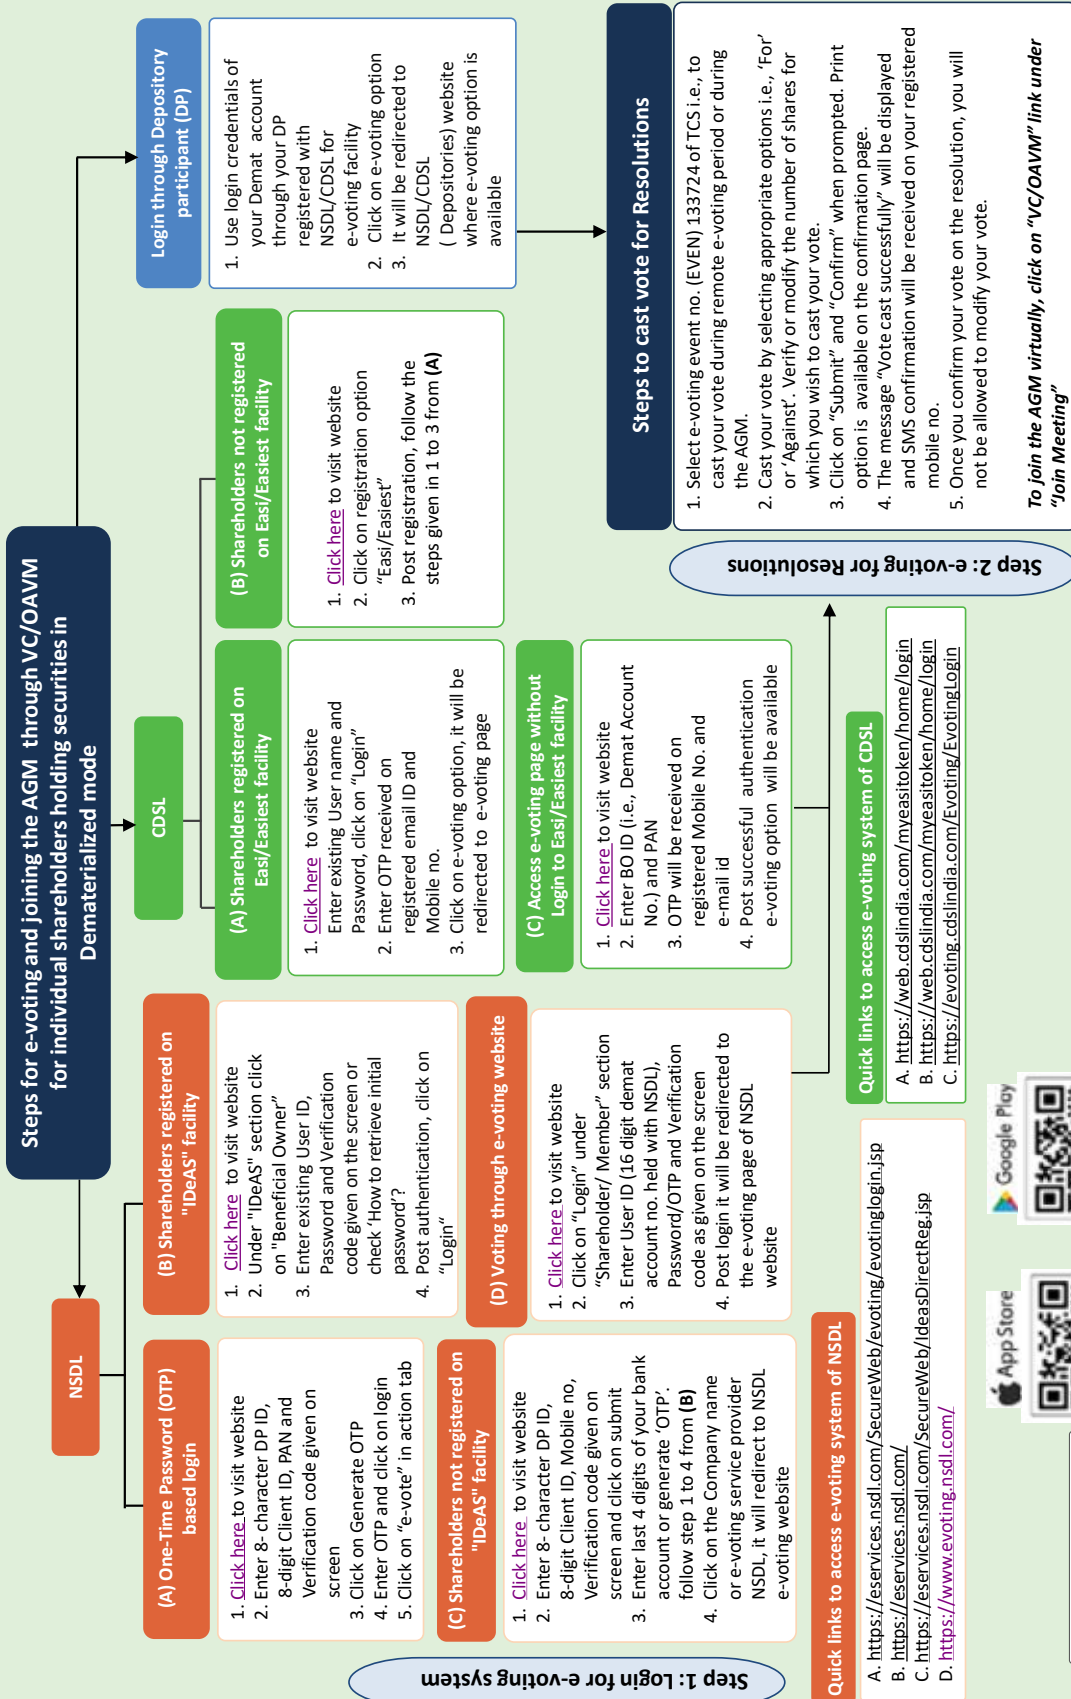 Steps for e-voting and joining the AGM through VC/OAVM
for individual shareholders holding securities in
Dematerialized mode
NSDL
CDSL
Login through Depository
participant (DP)
1. Use login credentials of
your Demat account
through your DP
registered with
NSDL/CDSL for
e-voting facility
2. Click on e-voting option
3. It will be redirected to
NSDL/CDSL
( Depositories) website
where e-voting option is
available
Step 1: Login for e-voting system
(A) One-Time Password (OTP)
based login
1. Click here to visit website
2. Enter 8- character DP ID,
8-digit Client ID, PAN and
Verification code given on
screen
3. Click on Generate OTP
4. Enter OTP and click on login
5. Click on “e-vote” in action tab
(B) Shareholders registered on
"IDeAS" facility
1. Click here to visit website
2. Under "IDeAS" section click
on "Beneficial Owner"
3. Enter existing User ID,
Password and Verification
code given on the screen or
check ‘How to retrieve initial
password’?
4. Post authentication, click on
“Login“
(C) Shareholders not registered on
"IDeAS" facility
1. Click here to visit website
2. Enter 8- character DP ID,
8-digit Client ID, Mobile no,
Verification code given on
screen and click on submit
3. Enter last 4 digits of your bank
account or generate ‘OTP’.
follow step 1 to 4 from (B)
4. Click on the Company name
or e-voting service provider
NSDL, it will redirect to NSDL
e-voting website
(D) Voting through e-voting website
1. Click here to visit website
2. Click on “Login” under
“Shareholder/ Member” section
3. Enter User ID (16 digit demat
account no. held with NSDL),
Password/OTP and Verification
code as given on the screen
4. Post login it will be redirected to
the e-voting page of NSDL
website
(A) Shareholders registered on
Easi/Easiest facility
1. Click here to visit website
Enter existing User name and
Password, click on “Login”
2. Enter OTP received on
registered email ID and
Mobile no.
3. Click on e-voting option, it will be
redirected to e-voting page
(B) Shareholders not registered
on Easi/Easiest facility
1. Click here to visit website
2. Click on registration option
“Easi/Easiest”
3. Post registration, follow the
steps given in 1 to 3 from (A)
(C) Access e-voting page without
Login to Easi/Easiest facility
1. Click here to visit website
2. Enter BO ID (i.e., Demat Account
No.) and PAN
3. OTP will be received on
registered Mobile No. and
e-mail id
4. Post successful authentication
e-voting option will be available
Quick links to access e-voting system of NSDL
A. https://eservices.nsdl.com/SecureWeb/evoting/evotinglogin.jsp
B. https://eservices.nsdl.com/
C. https://eservices.nsdl.com/SecureWeb/IdeasDirectReg.jsp
D. https://www.evoting.nsdl.com/
Quick links to access e-voting system of CDSL
A. https://web.cdslindia.com/myeasitoken/home/login
B. https://web.cdslindia.com/myeasitoken/home/login
C. https://evoting.cdslindia.com/Evoting/EvotingLogin
App Store
Google Play
Step 2: e-voting for Resolutions
Steps to cast vote for Resolutions
1. Select e-voting event no. (EVEN) 133724 of TCS i.e., to
cast your vote during remote e-voting period or during
the AGM.
2. Cast your vote by selecting appropriate options i.e., ‘For’
or ‘Against’. Verify or modify the number of shares for
which you wish to cast your vote.
3. Click on “Submit” and “Confirm” when prompted. Print
option is available on the confirmation page.
4. The message “Vote cast successfully” will be displayed
and SMS confirmation will be received on your registered
mobile no.
5. Once you confirm your vote on the resolution, you will
not be allowed to modify your vote.
To join the AGM virtually, click on “VC/OAVM” link under
“Join Meeting”